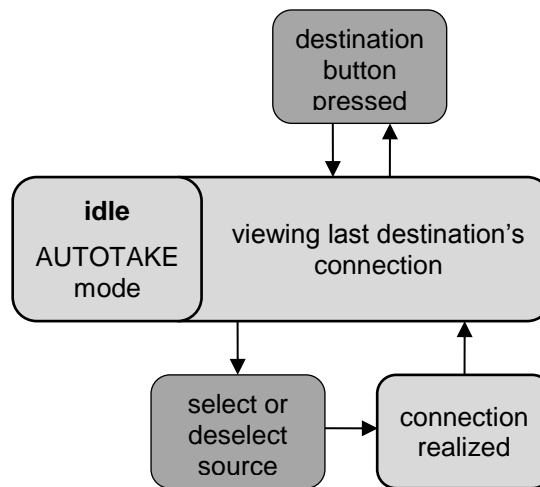 destination
button
pressed
idle
AUTOTAKE
mode
viewing last destination’s
connection
select or
deselect
source
connection
realized